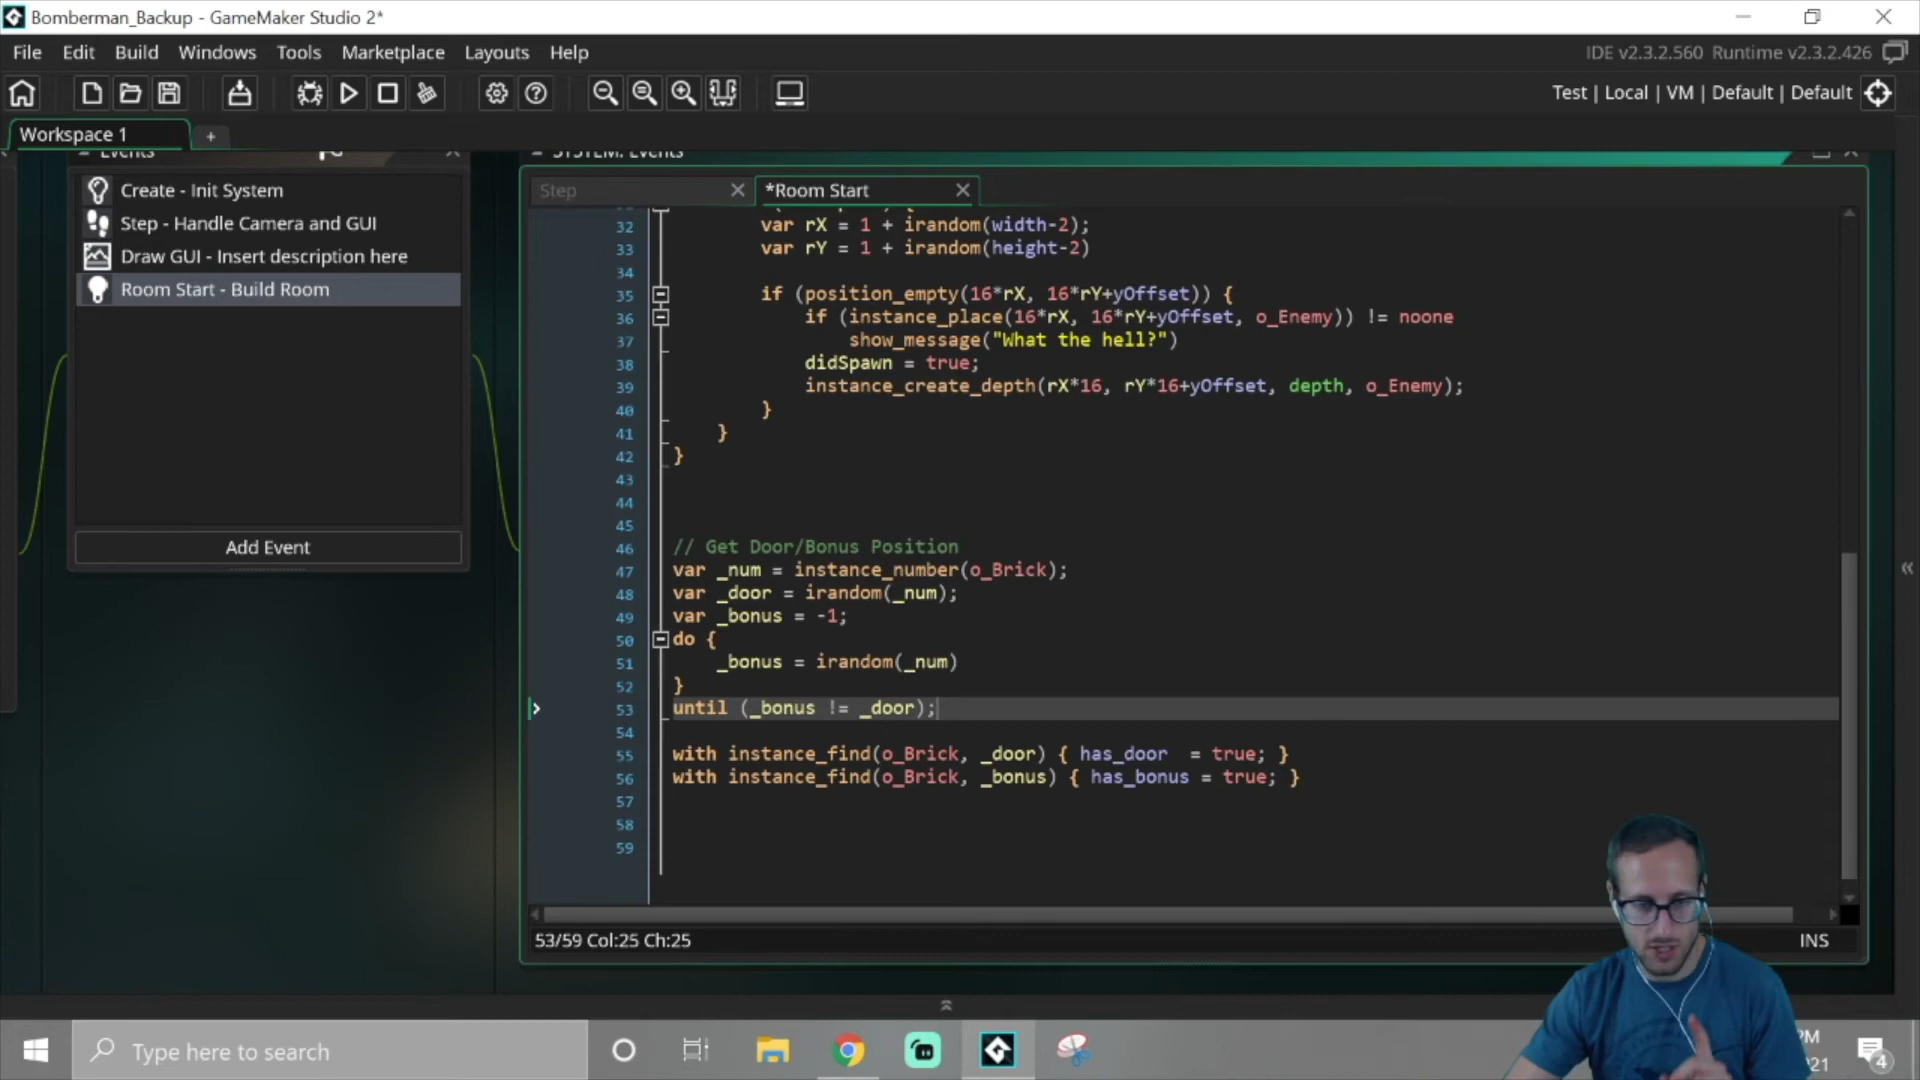 Bomberman_Backup - GameMaker Studio 2*
File Edit Build Windows Tools Marketplace Layouts Help
IDE v2.3.2.560 Runtime v2.3.2.426
Test | Local | VM | Default | Default
Workspace 1 +
Events
Create - Init System
Step - Handle Camera and GUI
Draw GUI - Insert description here
Room Start - Build Room
Add Event
SYSTEM: Events
Step
*Room Start
32 var rX = 1 + irandom(width-2);
33 var rY = 1 + irandom(height-2)
34
35 if (position_empty(16*rX, 16*rY+yOffset)) {
36 if (instance_place(16*rX, 16*rY+yOffset, o_Enemy)) != noone
37 show_message("What the hell?")
38 didSpawn = true;
39 instance_create_depth(rX*16, rY*16+yOffset, depth, o_Enemy);
40 }
41 }
42 }
43
44
45
46 // Get Door/Bonus Position
47 var _num = instance_number(o_Brick);
48 var _door = irandom(_num);
49 var _bonus = -1;
50 do {
51 _bonus = irandom(_num)
52 }
53 until (_bonus != _door);
54
55 with instance_find(o_Brick, _door) { has_door = true; }
56 with instance_find(o_Brick, _bonus) { has_bonus = true; }
57
58
59
53/59 Col:25 Ch:25
INS
Type here to search
4